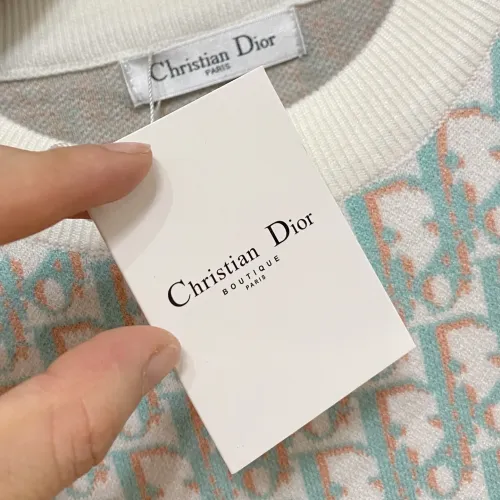 Christian Dior
PARIS
Christian Dior
BOUTIQUE
PARIS